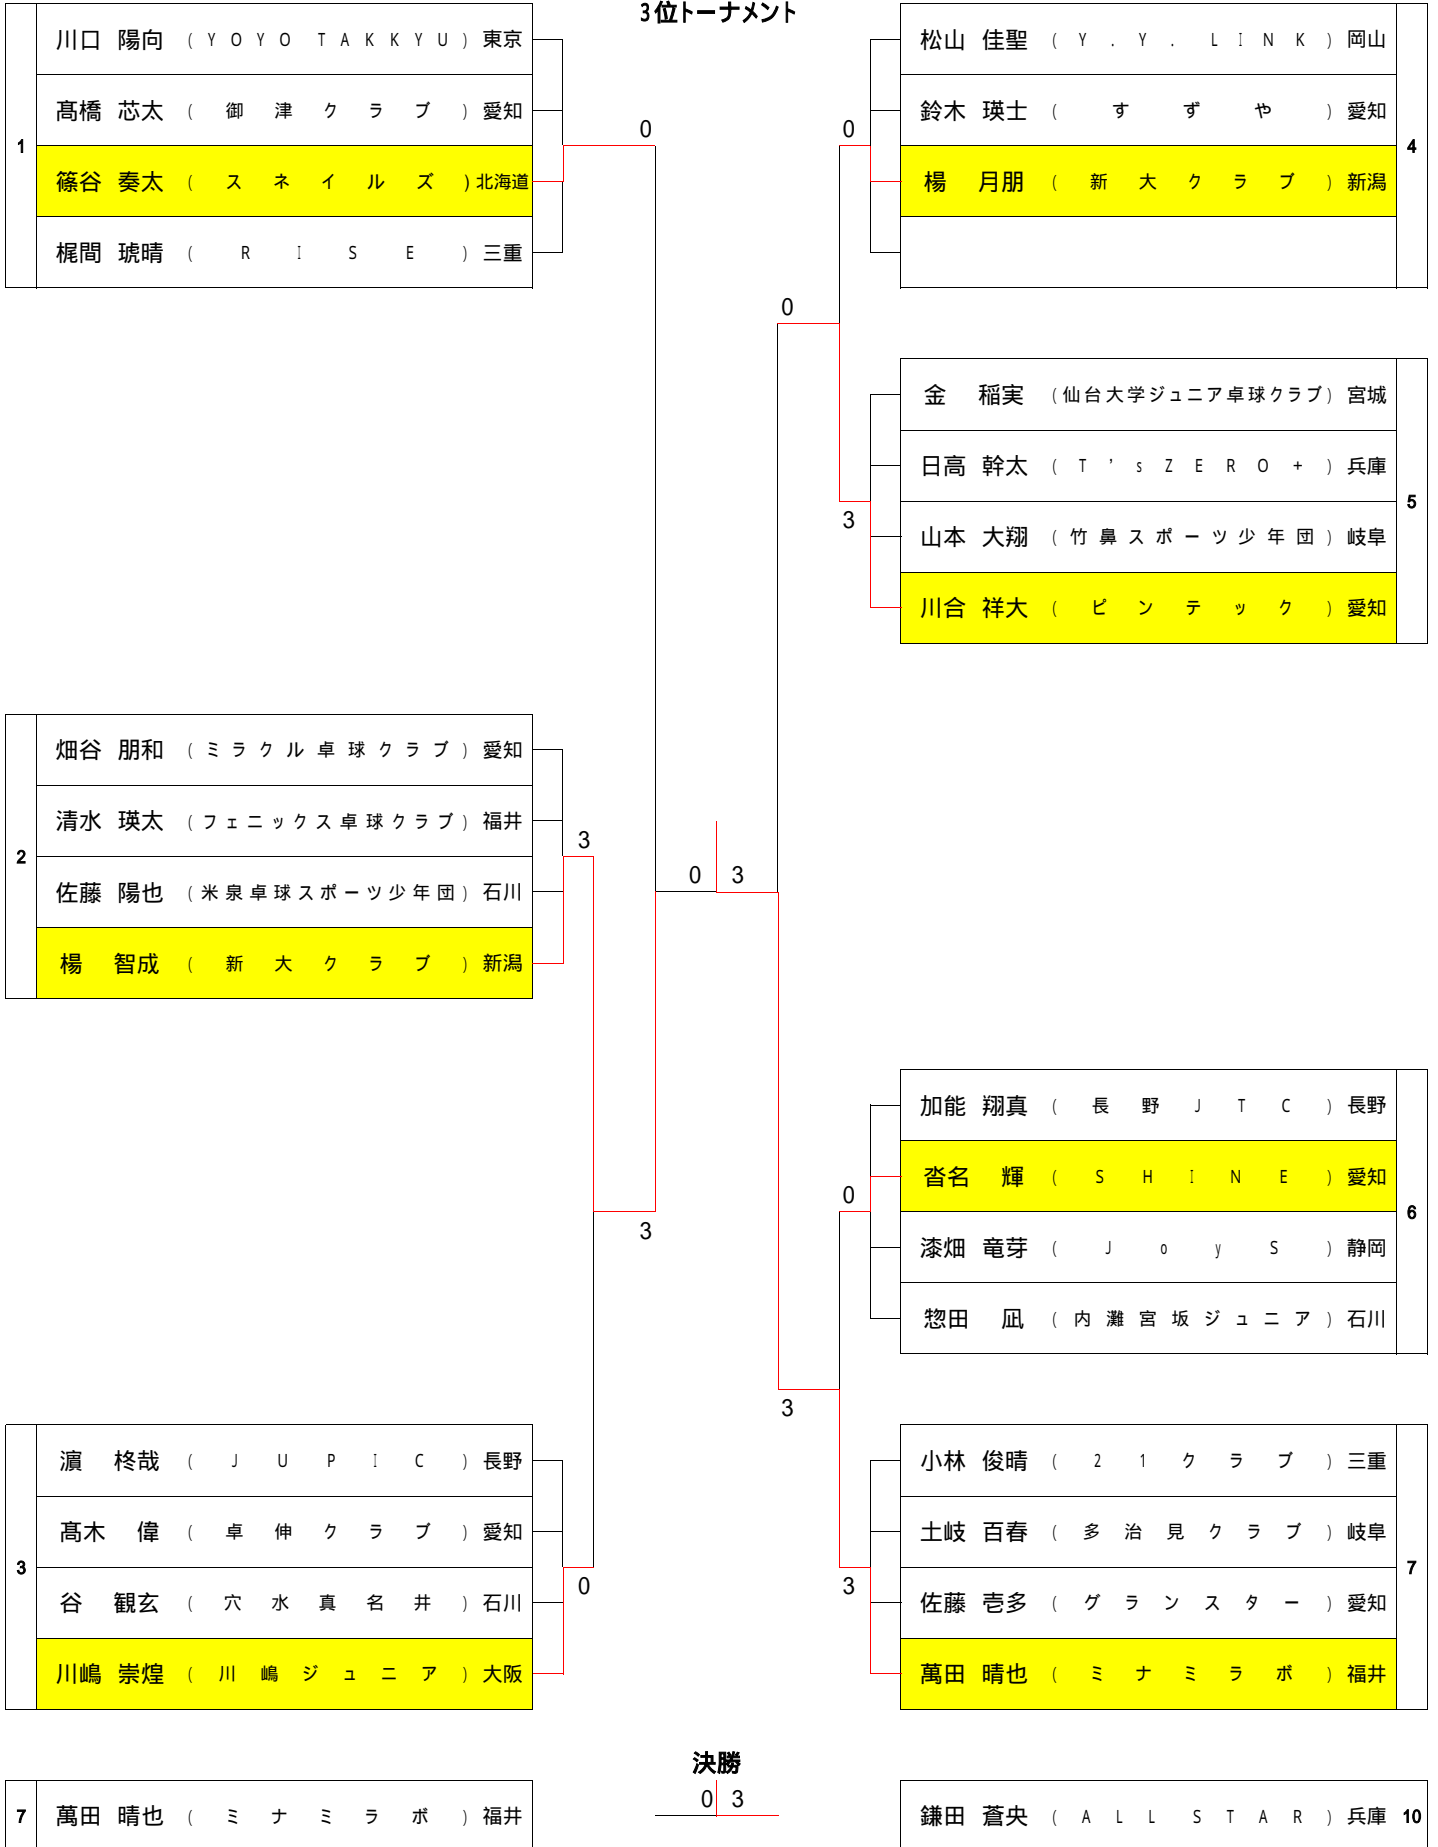 3位トーナメント
1
川口 陽向 (YOYO TAKKYU) 東京
髙橋 芯太 (御津クラブ) 愛知
篠谷 奏太 (スネイルズ) 北海道
梶間 琥晴 (RISE) 三重
0
0
松山 佳聖 (Y.Y.LINK) 岡山
鈴木 瑛士 (すずや) 愛知
楊 月朋 (新大クラブ) 新潟
4
0
金 稲実 (仙台大学ジュニア卓球クラブ) 宮城
日高 幹太 (T'sZERO+) 兵庫
山本 大翔 (竹鼻スポーツ少年団) 岐阜
川合 祥大 (ピンテック) 愛知
5
3
2
畑谷 朋和 (ミラクル卓球クラブ) 愛知
清水 瑛太 (フェニックス卓球クラブ) 福井
佐藤 陽也 (米泉卓球スポーツ少年団) 石川
楊 智成 (新大クラブ) 新潟
3
0 3
加能 翔真 (長野JTC) 長野
沓名 輝 (SHINE) 愛知
漆畑 竜芽 (JoyS) 静岡
惣田 凪 (内灘宮坂ジュニア) 石川
6
0
3
3
3
濵 柊哉 (JUPIC) 長野
髙木 偉 (卓伸クラブ) 愛知
谷 観玄 (穴水真名井) 石川
川嶋 崇煌 (川嶋ジュニア) 大阪
0
3
小林 俊晴 (21クラブ) 三重
土岐 百春 (多治見クラブ) 岐阜
佐藤 壱多 (グランスター) 愛知
萬田 晴也 (ミナミラボ) 福井
7
決勝
7 萬田 晴也 (ミナミラボ) 福井
0 3
鎌田 蒼央 (ALL STAR) 兵庫 10